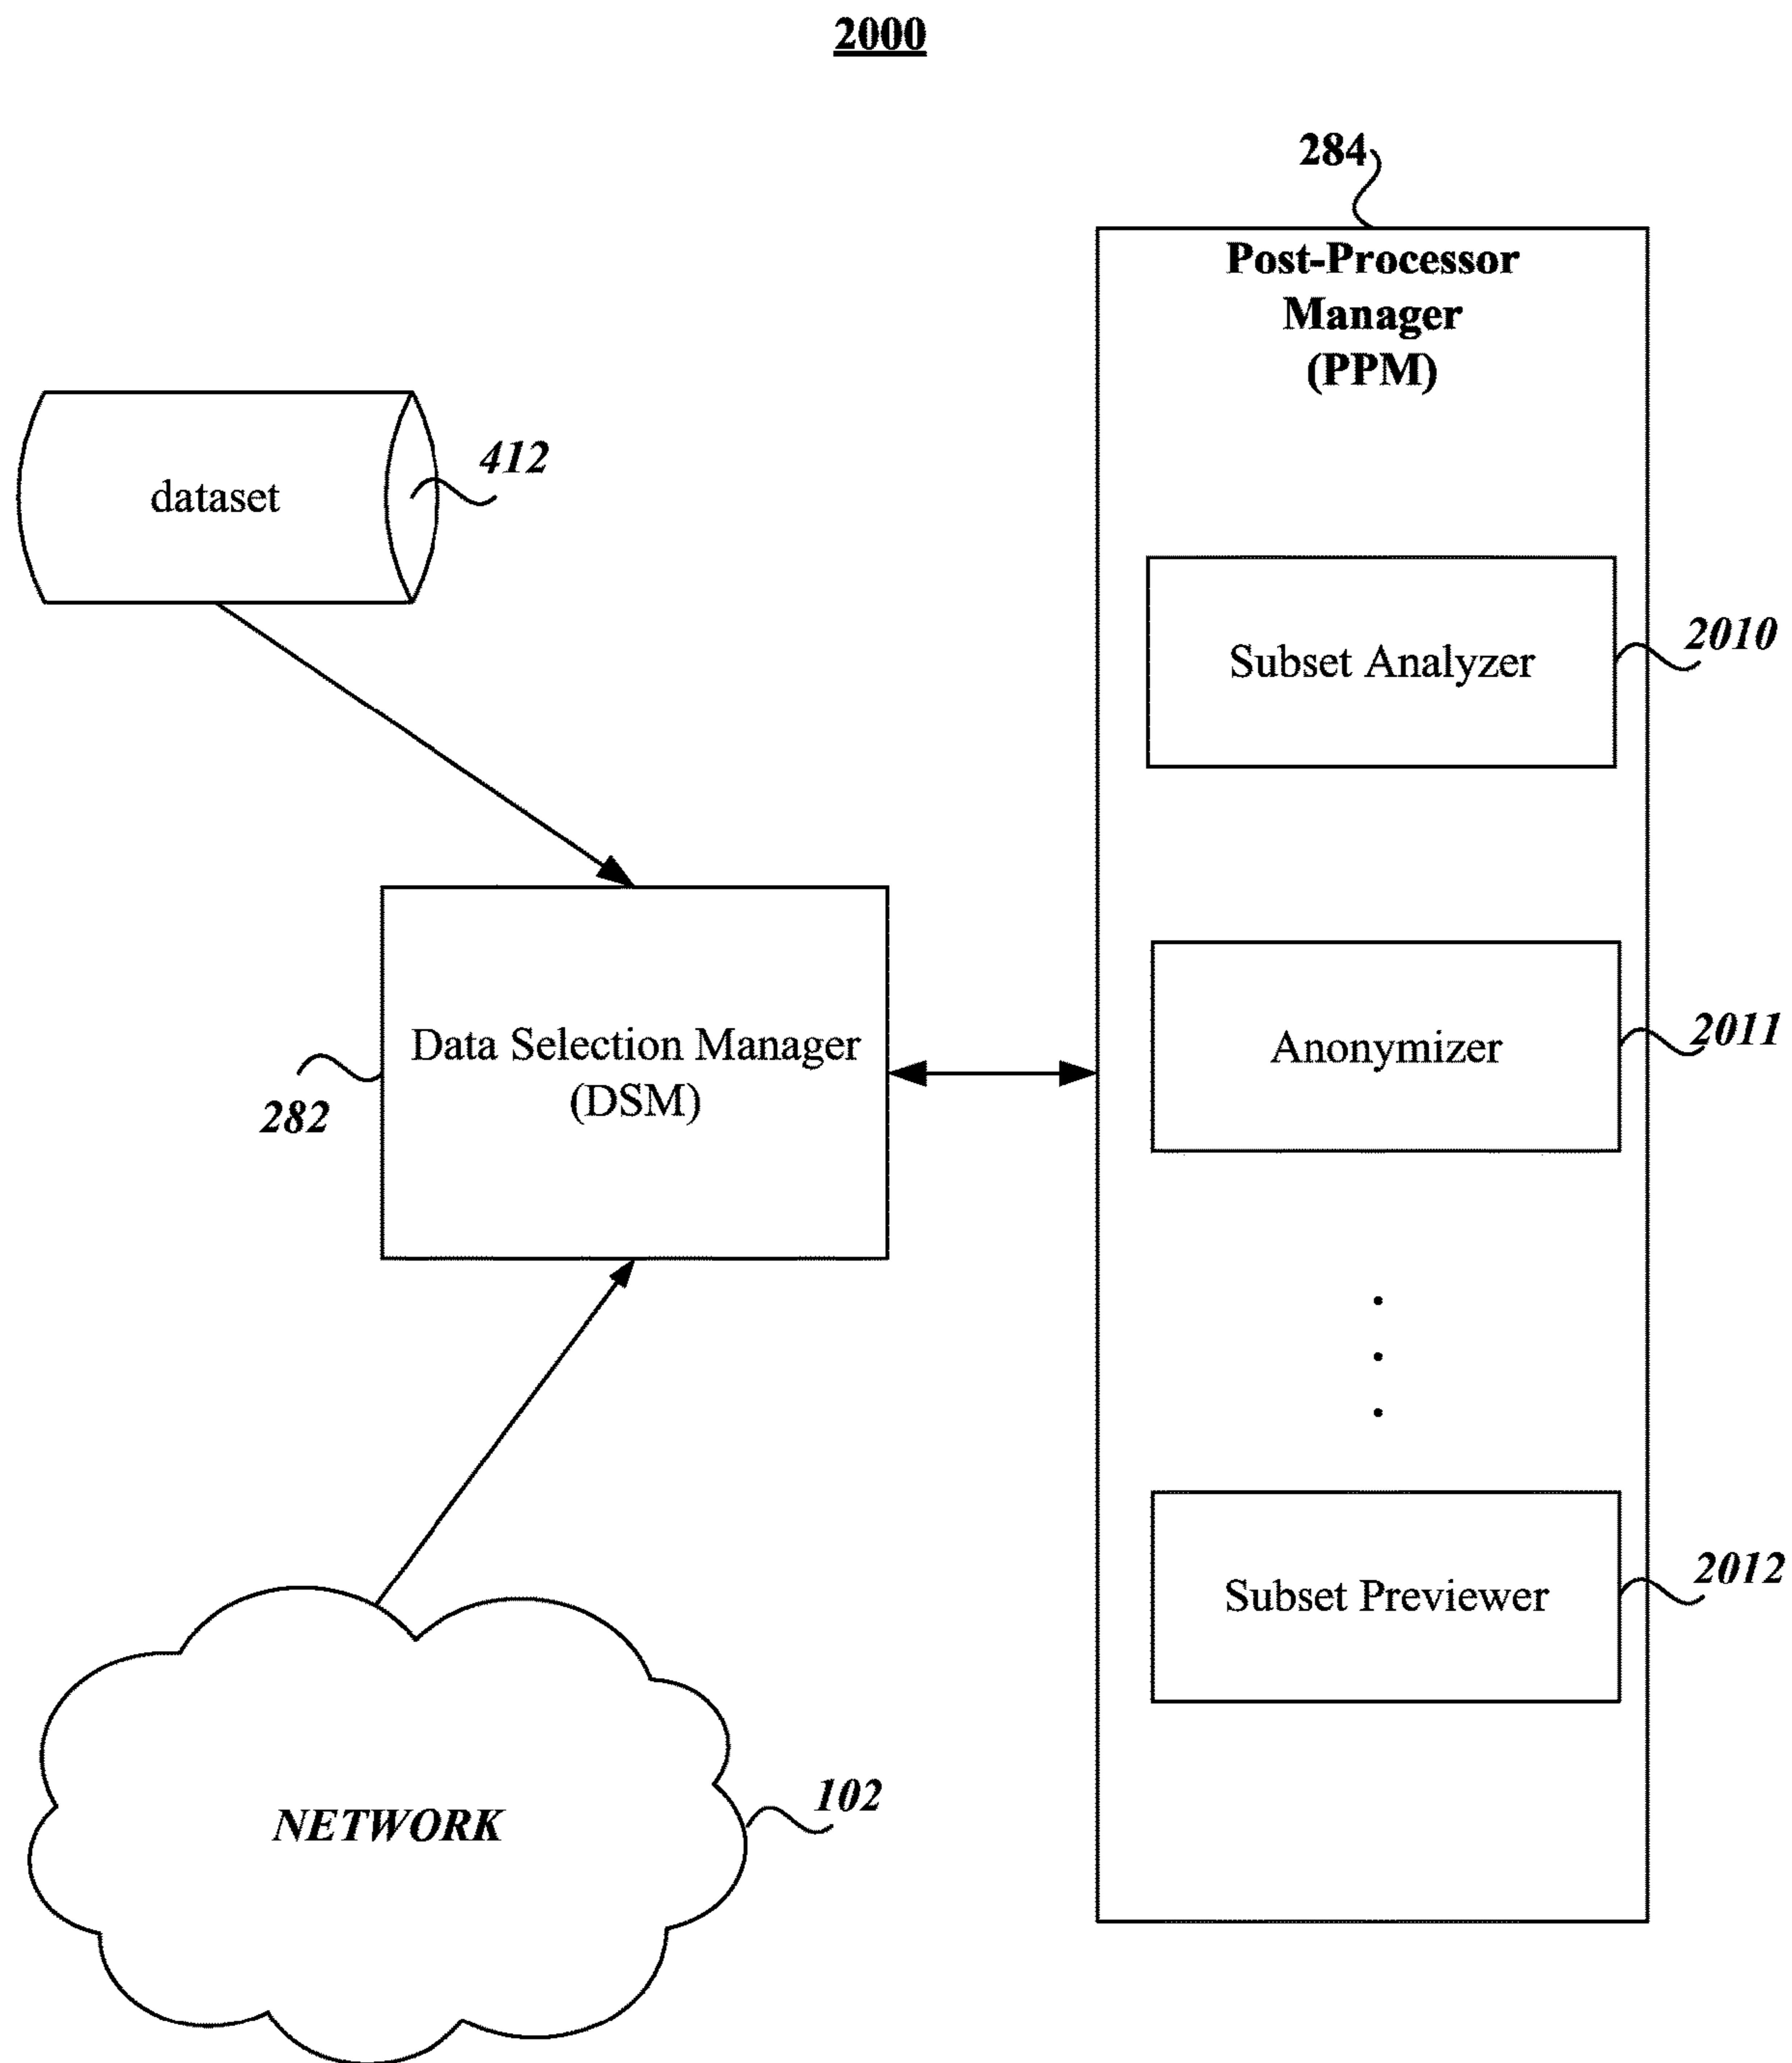 2000
284
Post-Processor
Manager
(PPM)
dataset
412
Subset Analyzer
2010
Data Selection Manager
(DSM)
282
Anonymizer
2011
Subset Previewer
2012
NETWORK
102